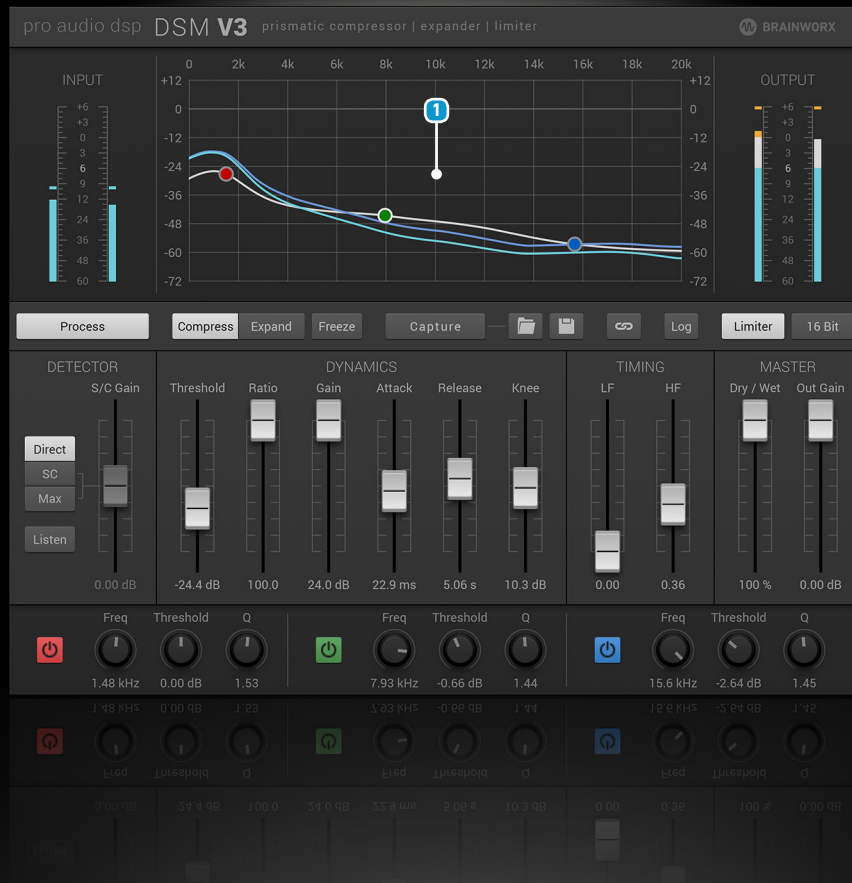 pro audio dsp DSM V3 prismatic compressor | expander | limiter BRAINWORX
0 2k 4k 6k 8k 10k 12k 14k 16k 18k 20k
INPUT OUTPUT
+12 +12
0 0
-12 -12
-24 -24
-36 -36
-48 -48
-60 -60
-72 -72
+6 +6
+3 +3
0 0
3 3
6 6
9 9
12 12
24 24
36 36
48 48
60 60
1
Process Compress Expand Freeze Capture Log Limiter 16 Bit
DETECTOR DYNAMICS TIMING MASTER
S/C Gain Threshold Ratio Gain Attack Release Knee LF HF Dry / Wet Out Gain
Direct
SC
Max
Listen
0.00 dB -24.4 dB 100.0 24.0 dB 22.9 ms 5.06 s 10.3 dB 0.00 0.36 100 % 0.00 dB
Freq Threshold Q Freq Threshold Q Freq Threshold Q
1.48 kHz 0.00 dB 1.53 7.93 kHz -0.66 dB 1.44 15.6 kHz -2.64 dB 1.45